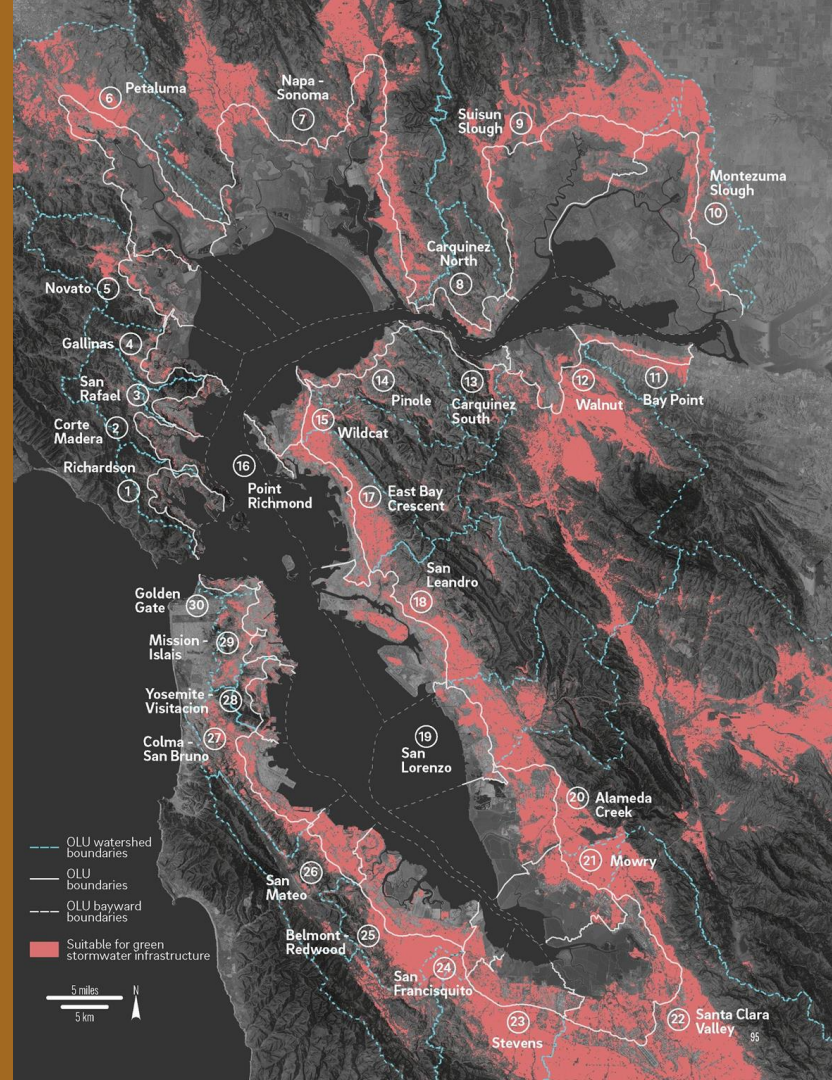 Petaluma
6
Napa -
Sonoma
7
Suisun
Slough
9
Montezuma
Slough
10
Carquinez
North
8
Novato
5
Gallinas
4
San
Rafael
3
Corte
Madera
2
Richardson
1
14
Pinole
13
Carquinez
South
12
Walnut
11
Bay Point
15
Wildcat
16
Point
Richmond
17
East Bay
Crescent
San
Leandro
18
Golden
Gate
30
Mission -
Islais
29
Yosemite -
Visitacion
28
27
Colma -
San Bruno
19
San
Lorenzo
20
Alameda
Creek
21
Mowry
26
San
Mateo
Belmont -
Redwood
25
24
San
Francisquito
23
Stevens
22
Santa Clara
Valley
95
OLU watershed
boundaries
OLU
boundaries
OLU bayward
boundaries
Suitable for green
stormwater infrastructure
5 miles
5 km
N